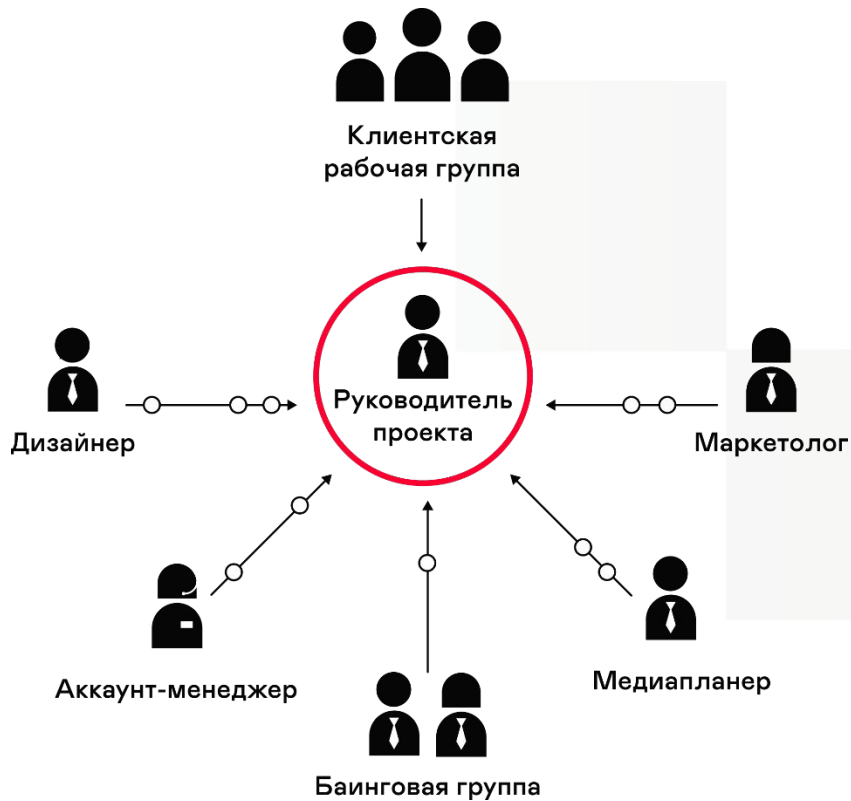 Клиентская
рабочая группа
Руководитель
проекта
Дизайнер
Маркетолог
Аккаунт-менеджер
Медиапланер
Баинговая группа